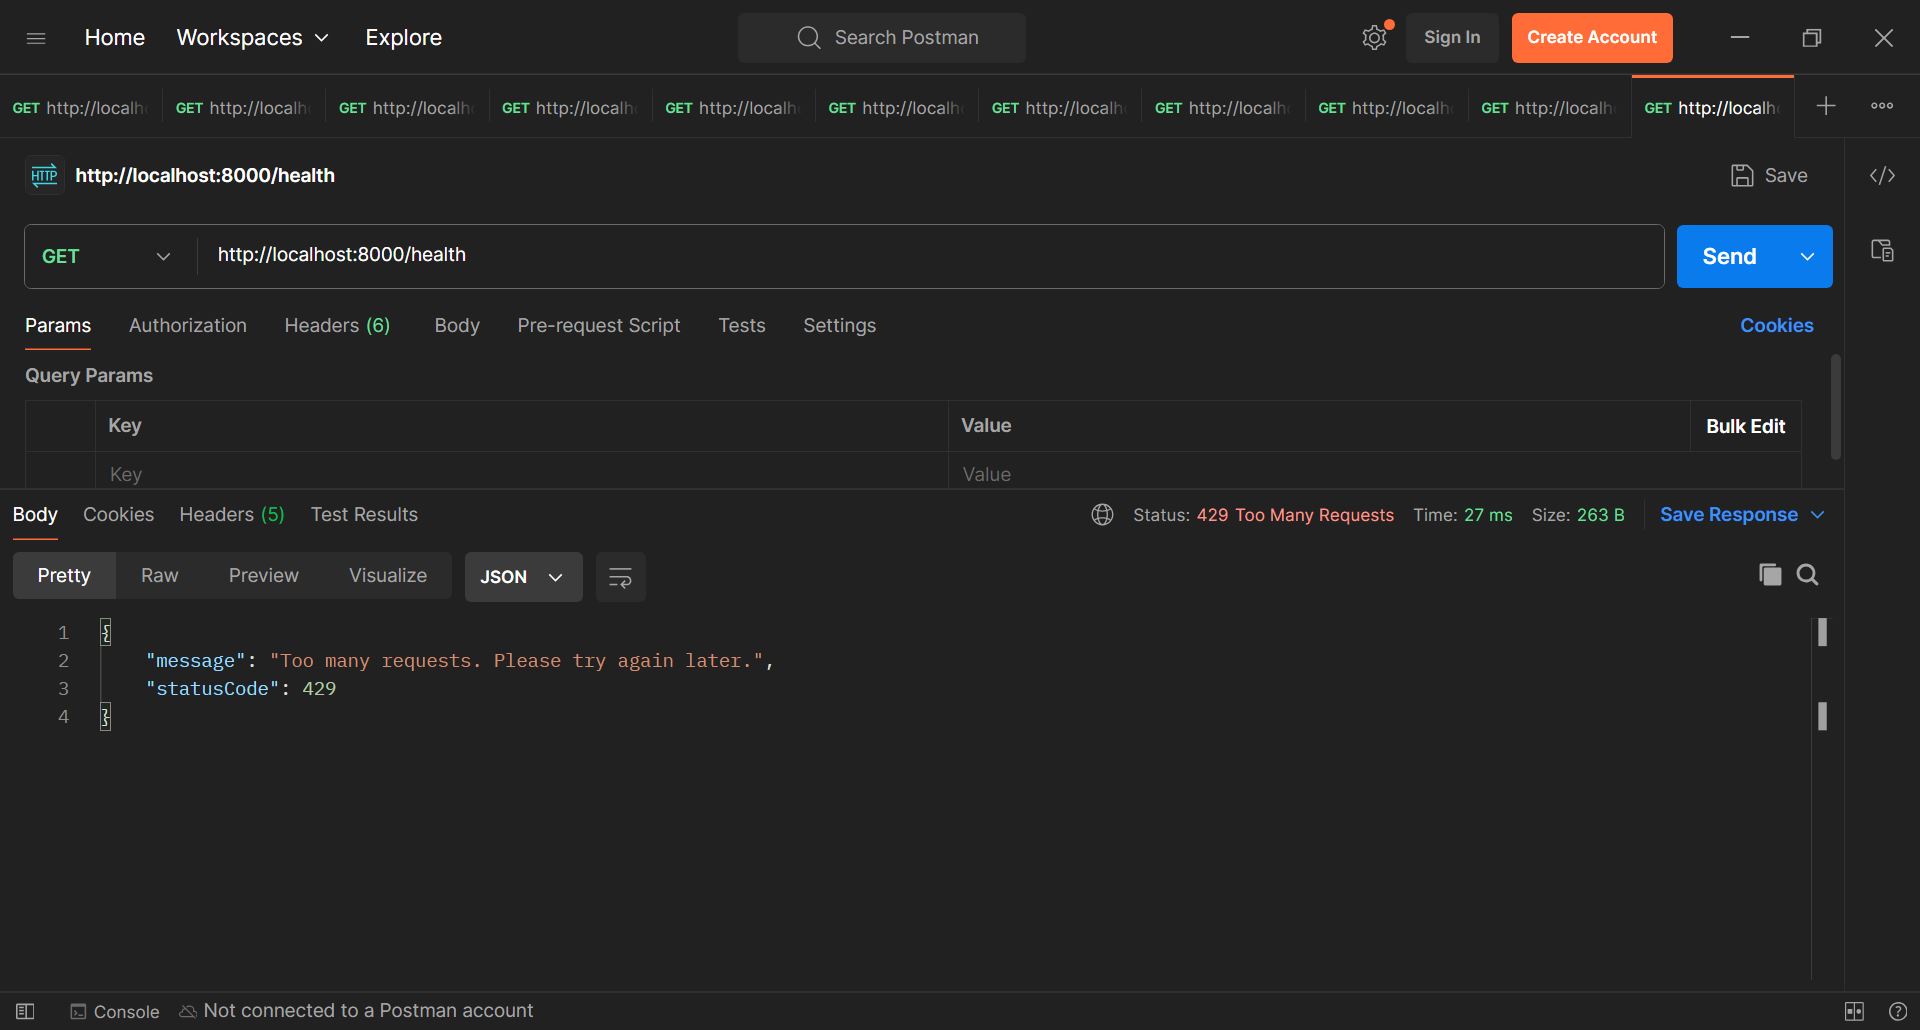 Home Workspaces Explore Search Postman Sign In Create Account
GET http://localh GET http://localh GET http://localh GET http://localh GET http://localh GET http://localh GET http://localh GET http://localh GET http://localh GET http://localh GET http://localh
HTTP http://localhost:8000/health Save </>
GET http://localhost:8000/health Send
Params Authorization Headers (6) Body Pre-request Script Tests Settings Cookies
Query Params
Key Value Bulk Edit
Key Value
Body Cookies Headers (5) Test Results Status: 429 Too Many Requests Time: 27 ms Size: 263 B Save Response
Pretty Raw Preview Visualize JSON
1 {
2 "message": "Too many requests. Please try again later.",
3 "statusCode": 429
4 }
Console Not connected to a Postman account